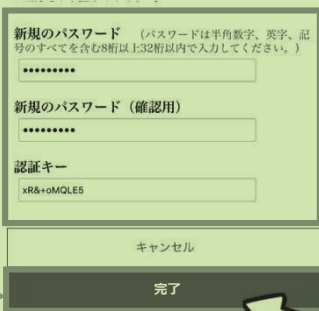 新規のパスワード （パスワードは半角数字、英字、記
号のすべてを含む8桁以上32桁以内で入力してください。）
•••••••••
新規のパスワード（確認用）
•••••••••
認証キー
xR&+oMQLE5
キャンセル
完了